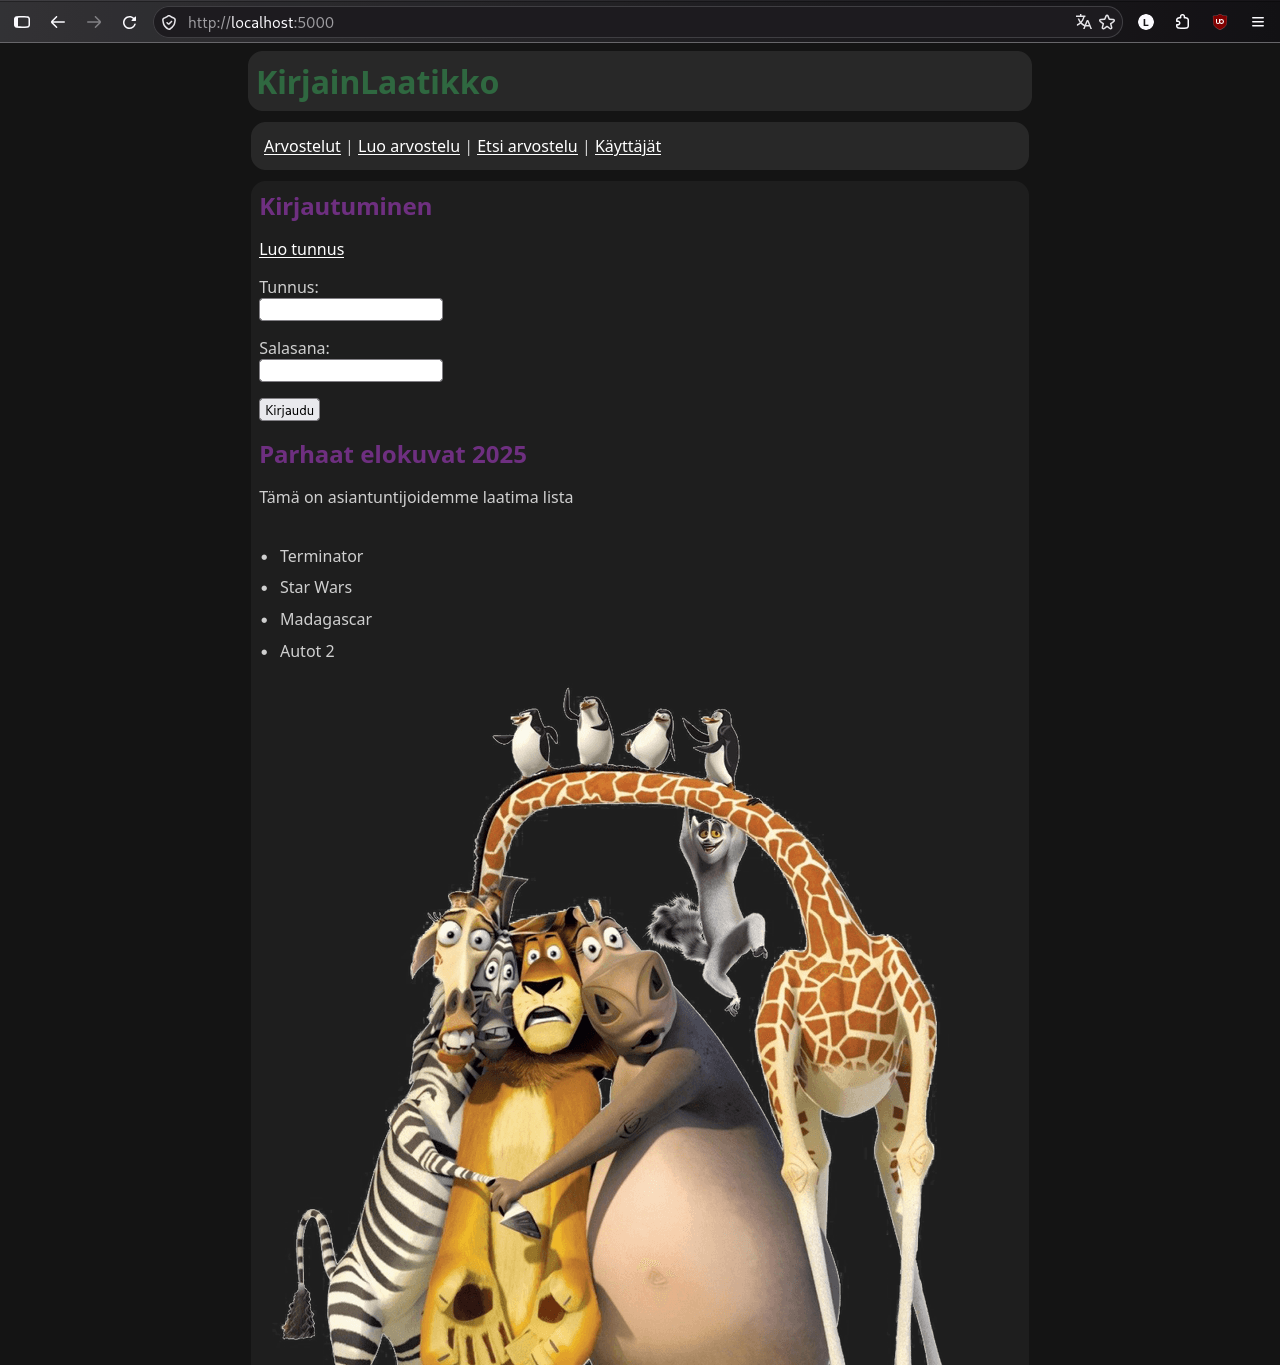 http://localhost:5000
L
KirjainLaatikko
Arvostelut | Luo arvostelu | Etsi arvostelu | Käyttäjät
Kirjautuminen
Luo tunnus
Tunnus:
Salasana:
Kirjaudu
Parhaat elokuvat 2025
Tämä on asiantuntijoidemme laatima lista
• Terminator
• Star Wars
• Madagascar
• Autot 2